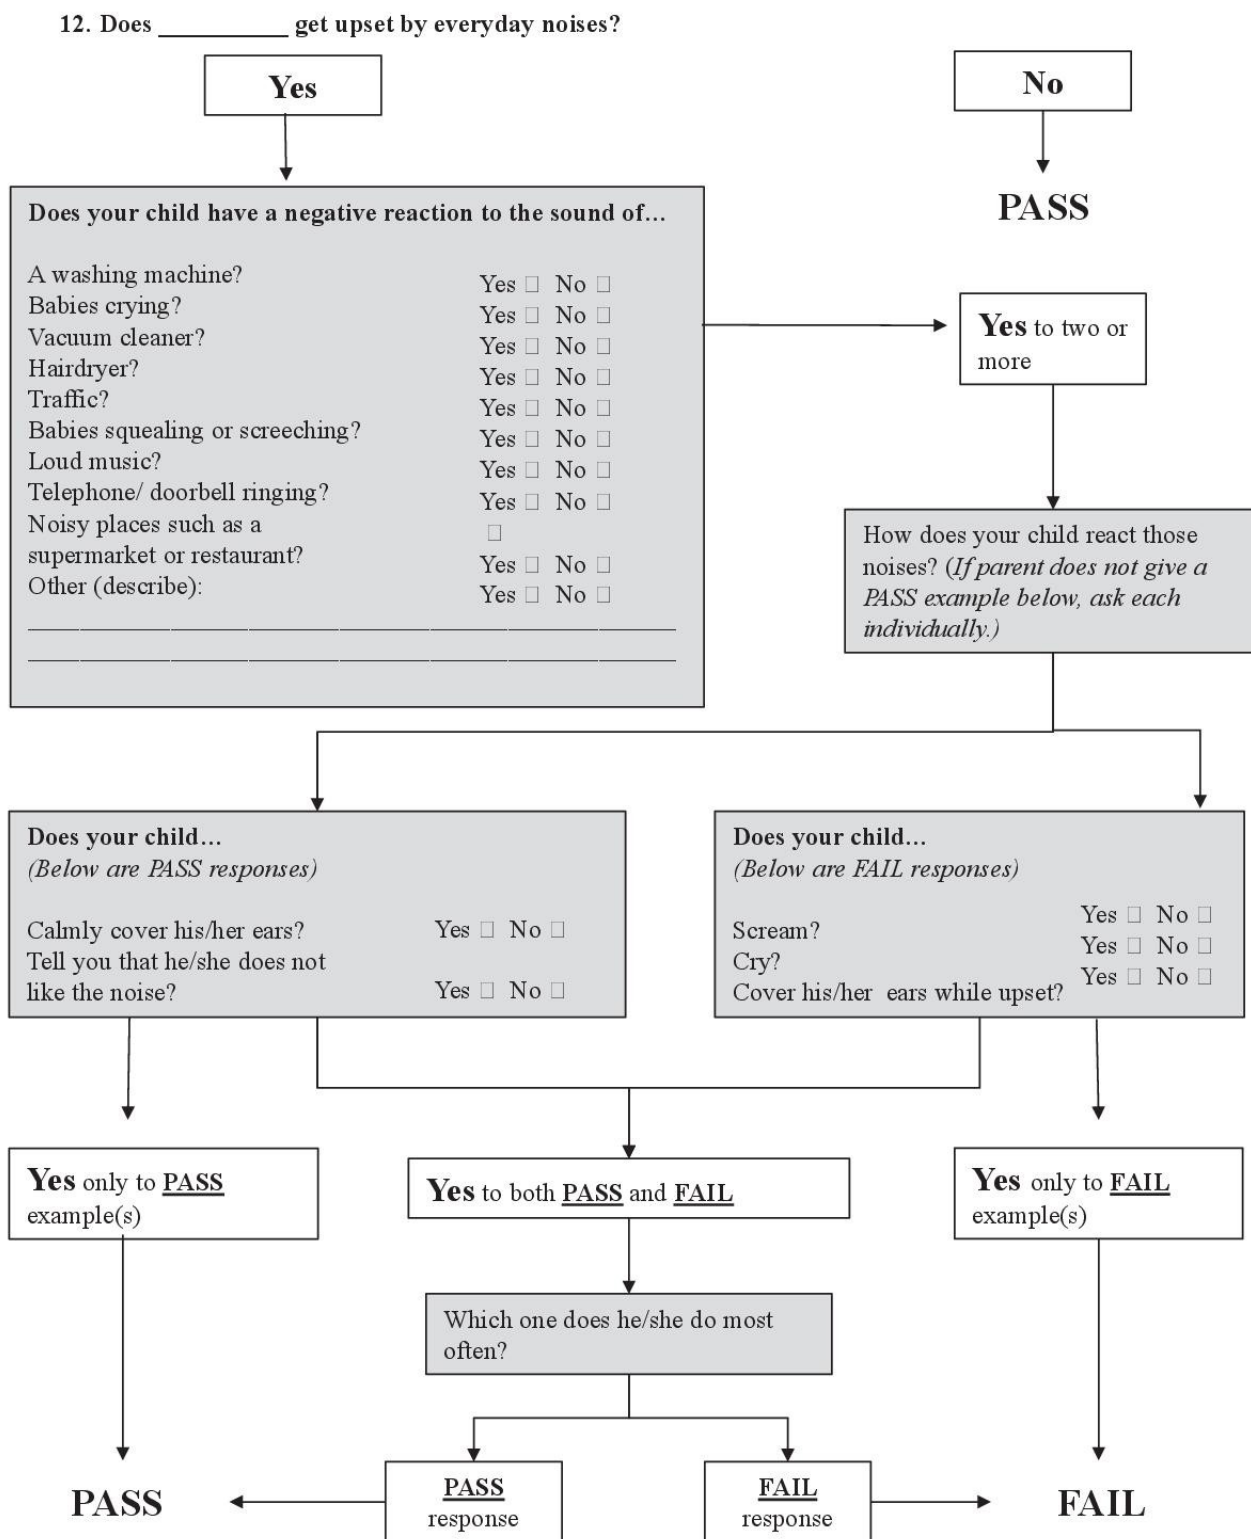 12. Does __________ get upset by everyday noises?
Yes
No
PASS
Does your child have a negative reaction to the sound of…
A washing machine? Yes □ No □
Babies crying? Yes □ No □
Vacuum cleaner? Yes □ No □
Hairdryer? Yes □ No □
Traffic? Yes □ No □
Babies squealing or screeching? Yes □ No □
Loud music? Yes □ No □
Telephone/ doorbell ringing? Yes □ No □
Noisy places such as a □
supermarket or restaurant? Yes □ No □
Other (describe): Yes □ No □
Yes to two or
more
How does your child react those
noises? (If parent does not give a
PASS example below, ask each
individually.)
Does your child…
(Below are PASS responses)
Calmly cover his/her ears? Yes □ No □
Tell you that he/she does not
like the noise? Yes □ No □
Does your child…
(Below are FAIL responses)
Scream? Yes □ No □
Cry? Yes □ No □
Cover his/her ears while upset? Yes □ No □
Yes only to PASS
example(s)
Yes to both PASS and FAIL
Yes only to FAIL
example(s)
Which one does he/she do most
often?
PASS
PASS
response
FAIL
response
FAIL